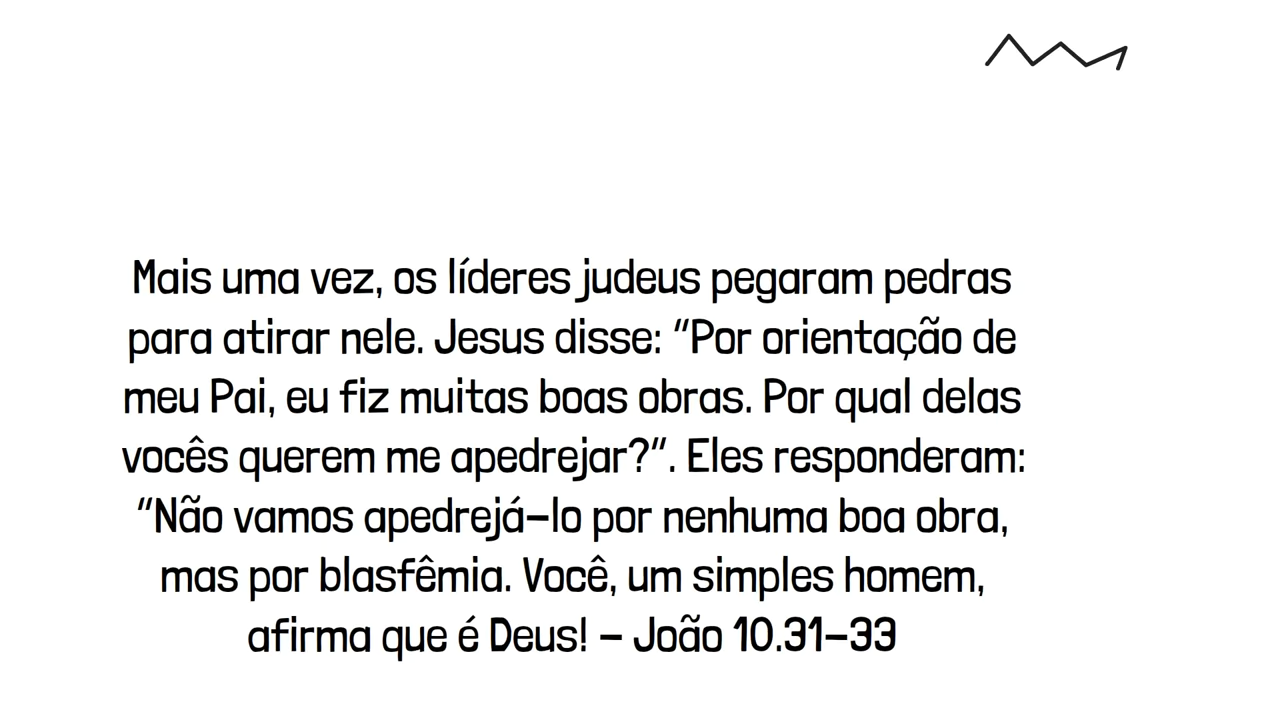 Mais uma vez, os líderes judeus pegaram pedras
para atirar nele. Jesus disse: “Por orientação de
meu Pai, eu fiz muitas boas obras. Por qual delas
vocês querem me apedrejar?”. Eles responderam:
“Não vamos apedrejá-lo por nenhuma boa obra,
mas por blasfêmia. Você, um simples homem,
afirma que é Deus! - João 10.31-33